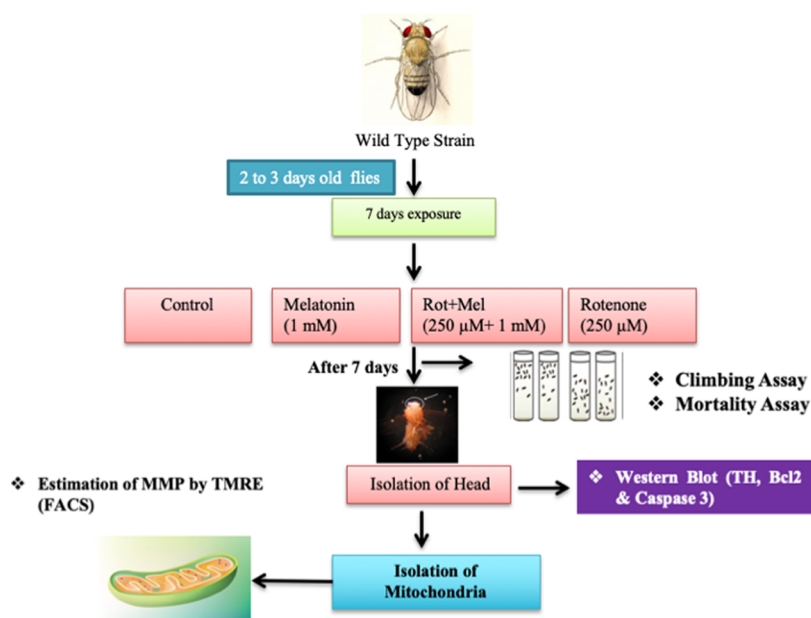 Wild Type Strain
2 to 3 days old flies
7 days exposure
Control
Melatonin
(1 mM)
Rot+Mel
(250 µM+ 1 mM)
Rotenone
(250 µM)
After 7 days
❖ Climbing Assay
❖ Mortality Assay
❖ Estimation of MMP by TMRE
(FACS)
Isolation of Head
❖ Western Blot (TH, Bcl2
& Caspase 3)
Isolation of
Mitochondria